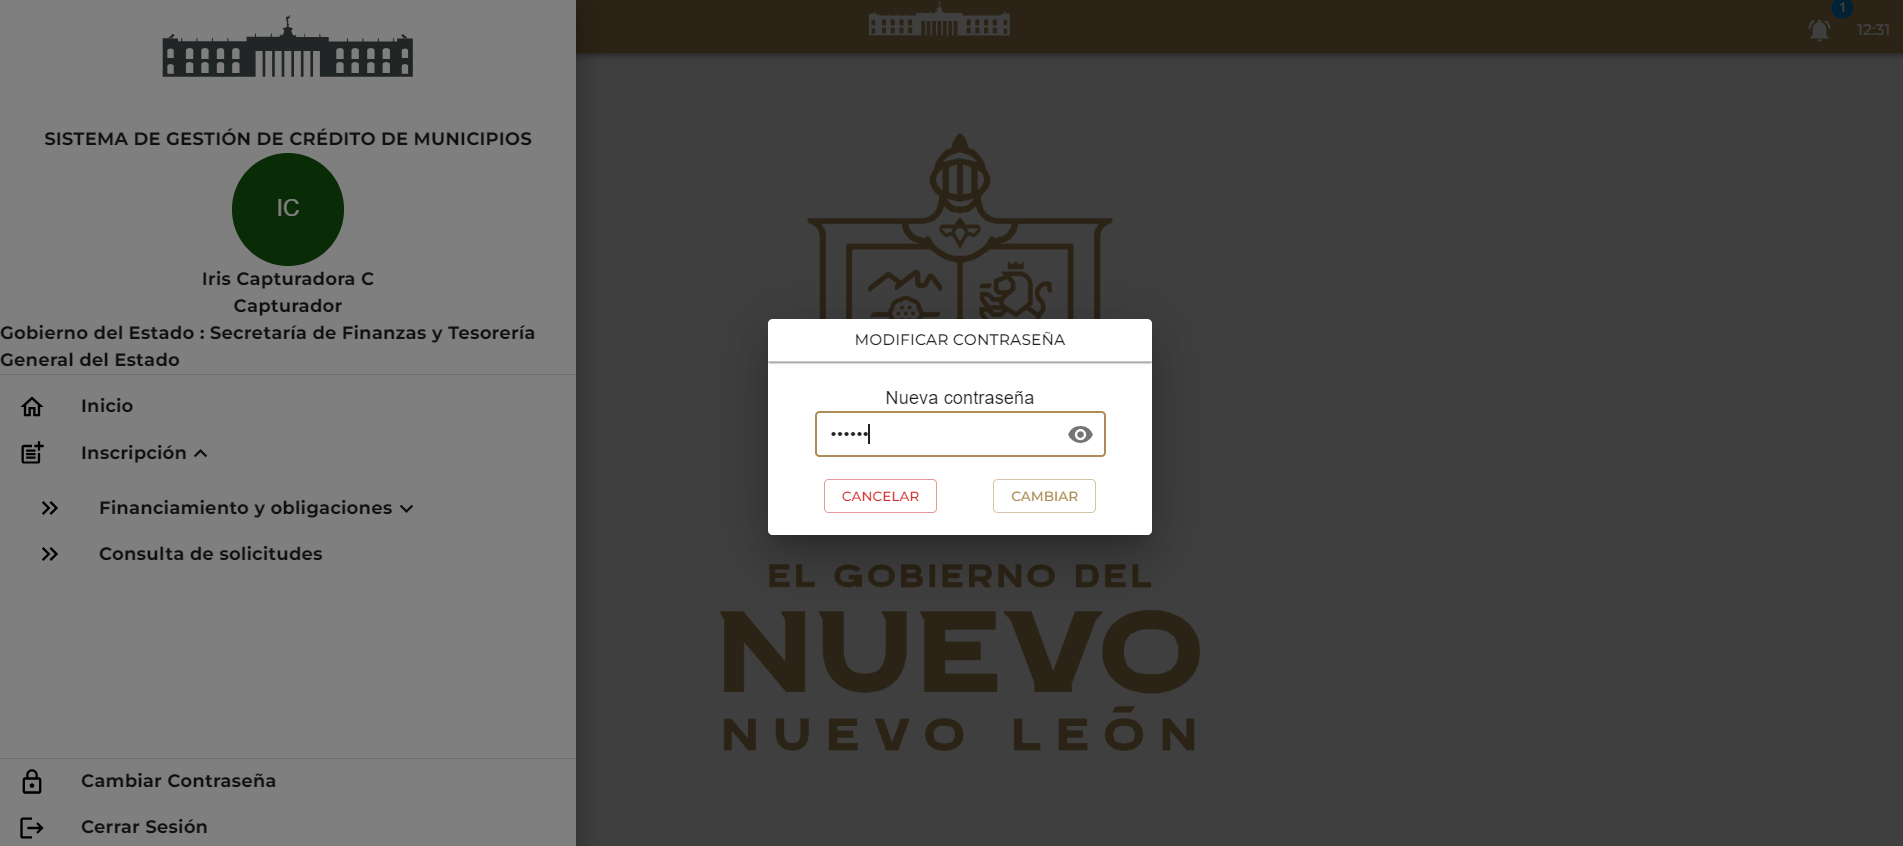 SISTEMA DE GESTIÓN DE CRÉDITO DE MUNICIPIOS
IC
Iris Capturadora C
Capturador
Gobierno del Estado : Secretaría de Finanzas y Tesorería
General del Estado
Inicio
Inscripción
Financiamiento y obligaciones
Consulta de solicitudes
Cambiar Contraseña
Cerrar Sesión
1
12:31
MODIFICAR CONTRASEÑA
Nueva contraseña
••••••
CANCELAR
CAMBIAR
EL GOBIERNO DEL
NUEVO
NUEVO LEÓN